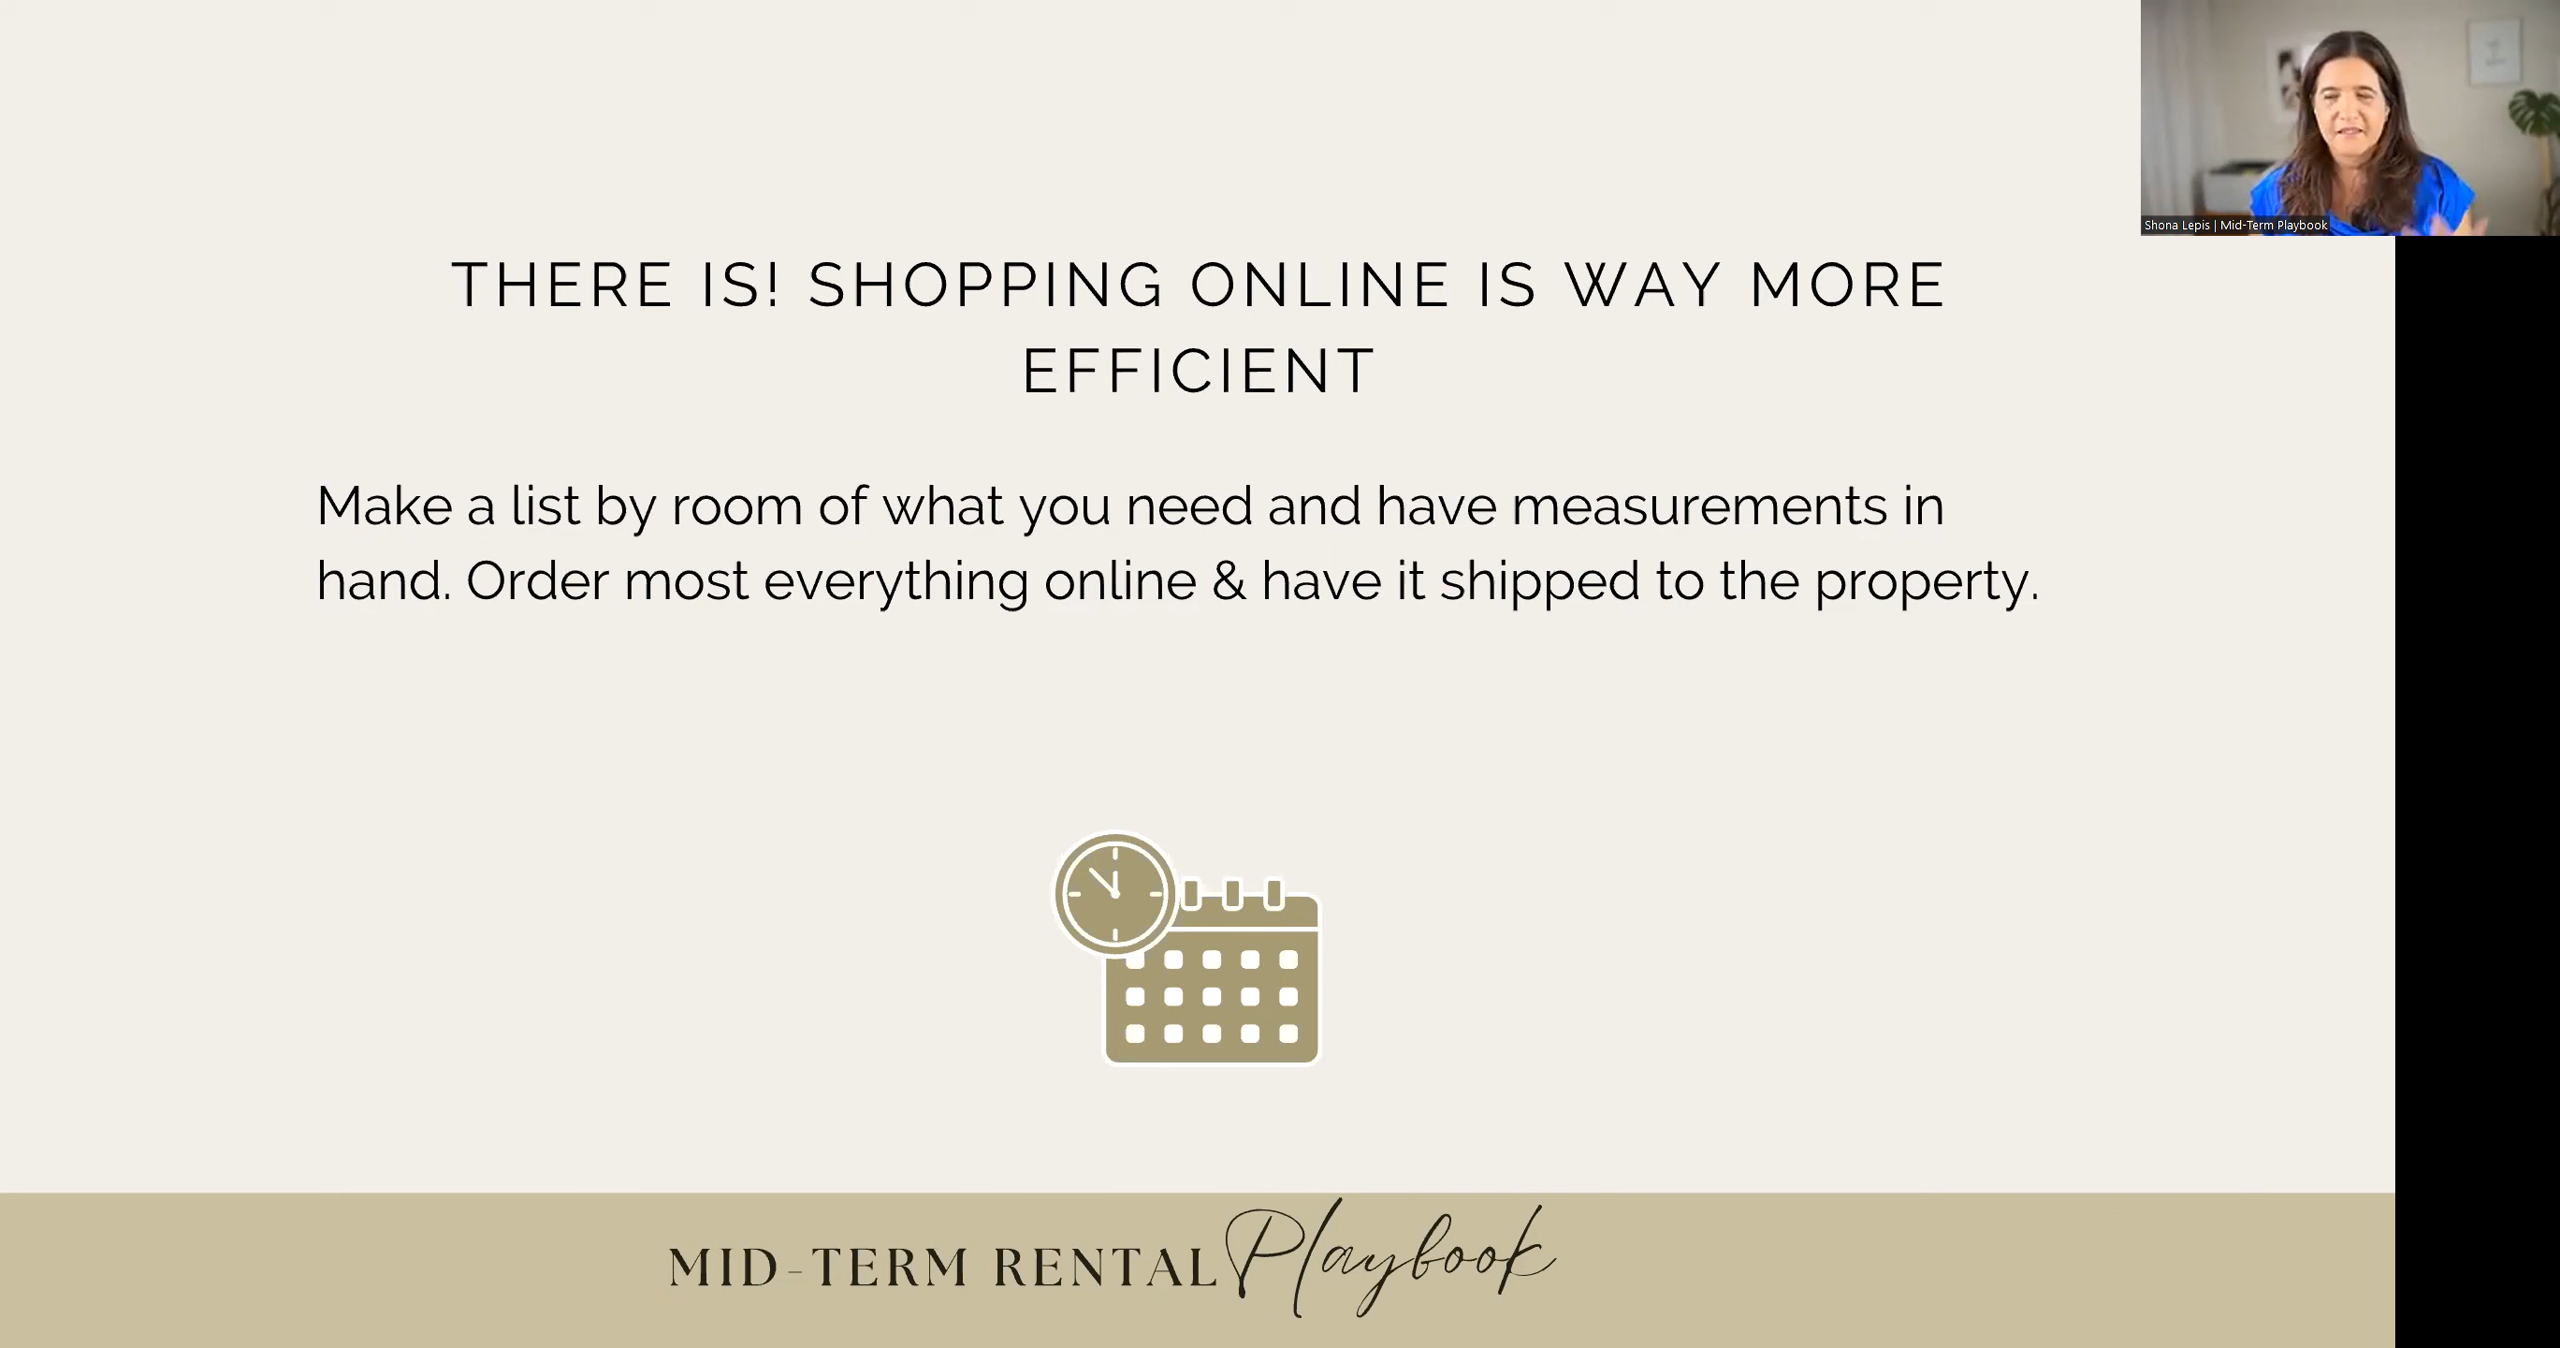 Shona Lepis | Mid-Term Playbook
THERE IS! SHOPPING ONLINE IS WAY MORE
EFFICIENT
Make a list by room of what you need and have measurements in
hand. Order most everything online & have it shipped to the property.
MID-TERM RENTAL Playbook